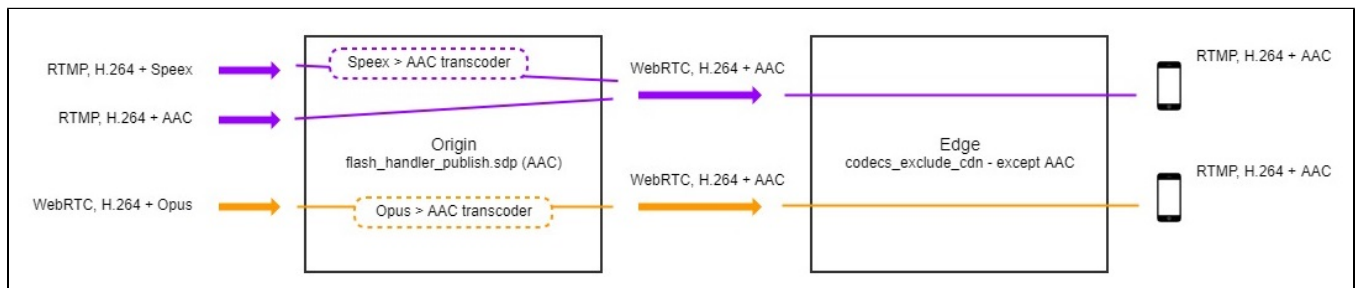 RTMP, H.264 + Speex
Speex > AAC transcoder
WebRTC, H.264 + AAC
RTMP, H.264 + AAC
RTMP, H.264 + AAC
Origin
flash_handler_publish.sdp (AAC)
Edge
codecs_exclude_cdn - except AAC
WebRTC, H.264 + Opus
Opus > AAC transcoder
WebRTC, H.264 + AAC
RTMP, H.264 + AAC